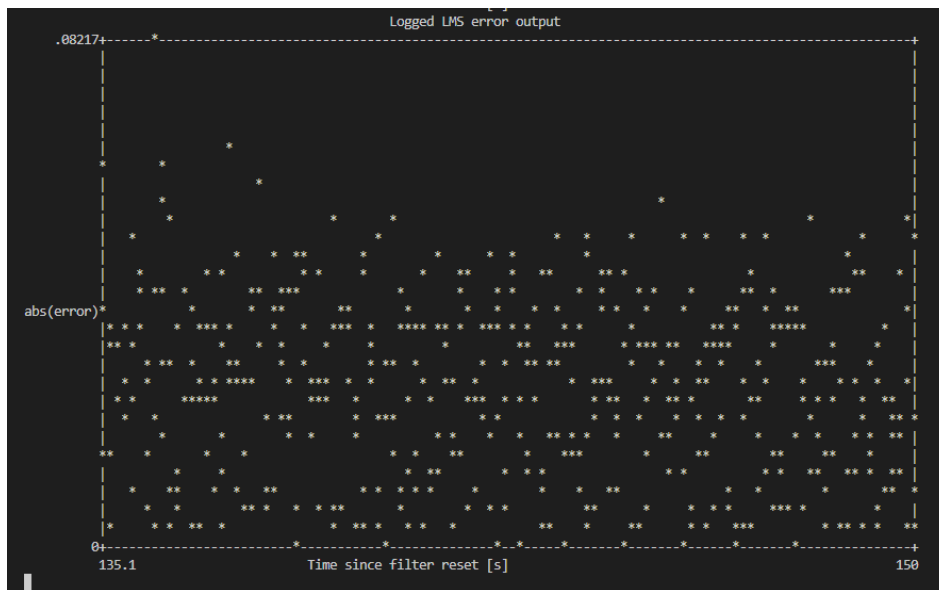 Logged LMS error output
.08217
abs(error)
0
135.1 Time since filter reset [s] 150